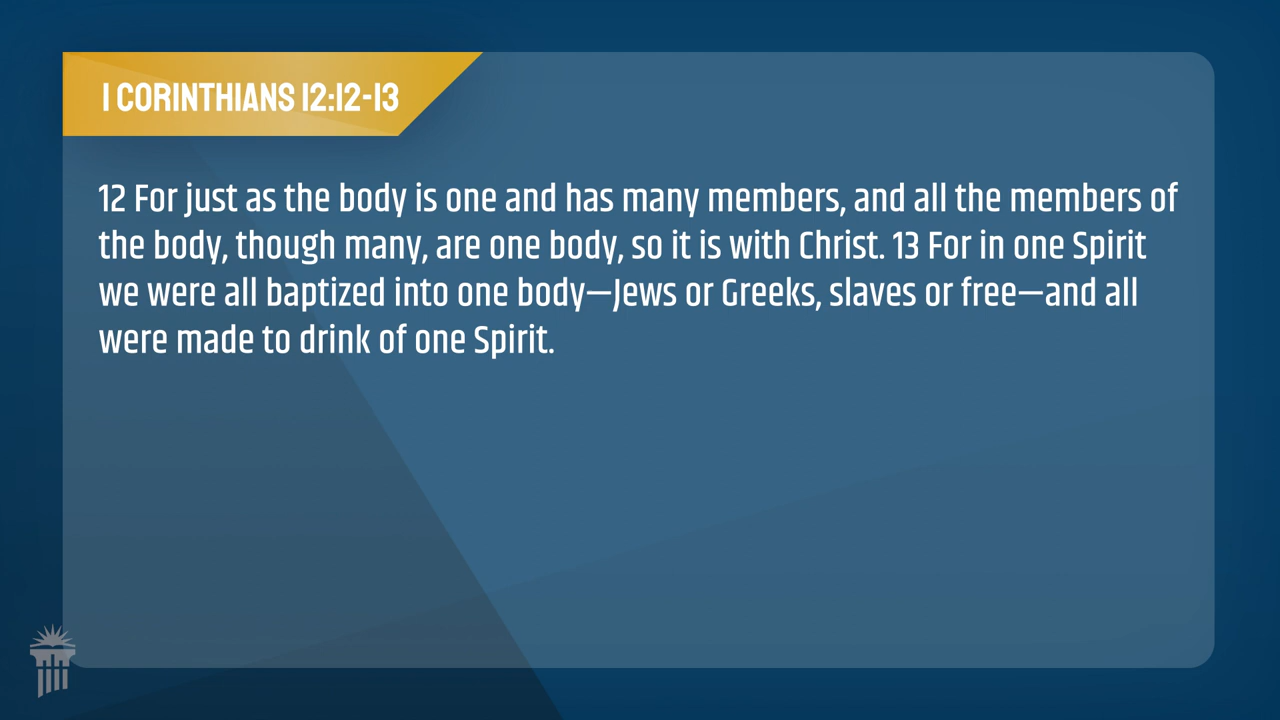 1 CORINTHIANS 12:12-13
12 For just as the body is one and has many members, and all the members of
the body, though many, are one body, so it is with Christ. 13 For in one Spirit
we were all baptized into one body—Jews or Greeks, slaves or free—and all
were made to drink of one Spirit.